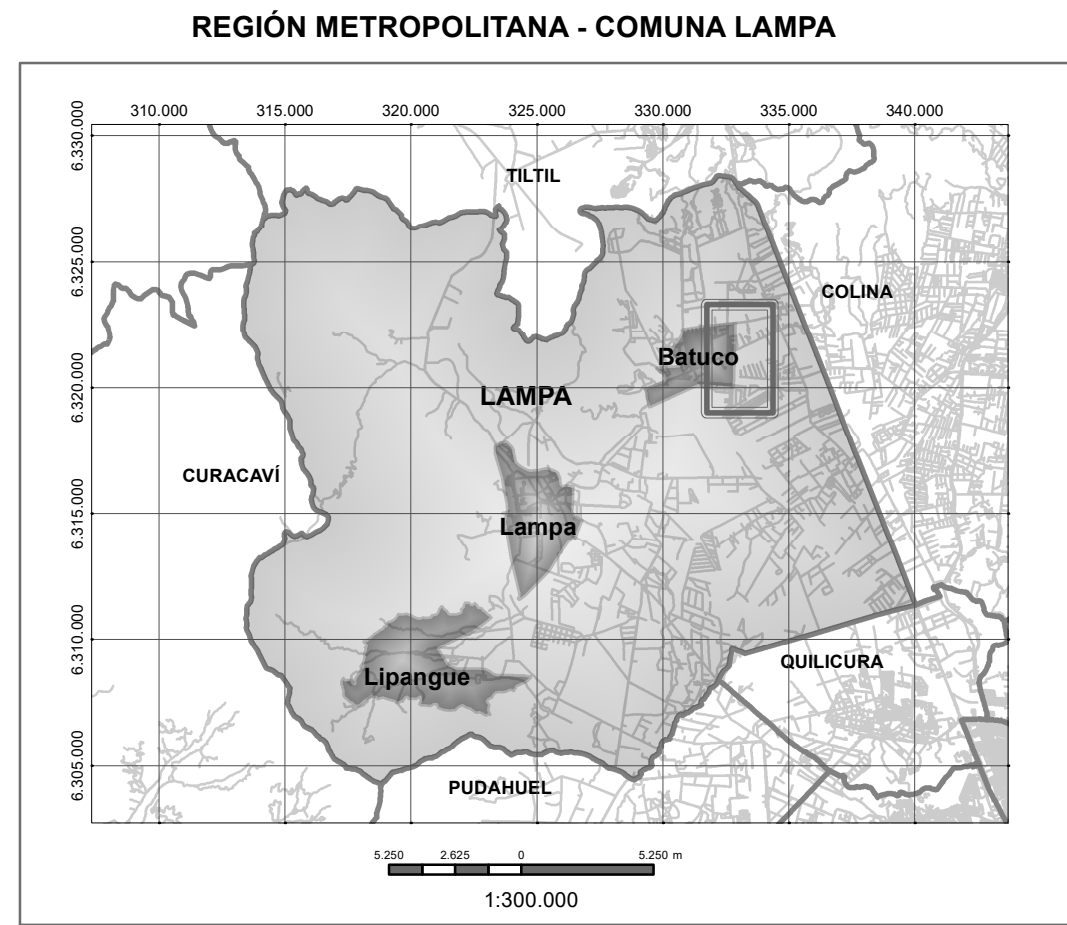 REGIÓN METROPOLITANA - COMUNA LAMPA
310.000 315.000 320.000 325.000 330.000 335.000 340.000
6.330.000
TILTIL
6.325.000
COLINA
Batuco
6.320.000
LAMPA
CURACAVÍ
6.315.000
Lampa
6.310.000
QUILICURA
Lipangue
6.305.000
PUDAHUEL
5.250 2.625 0 5.250 m
1:300.000